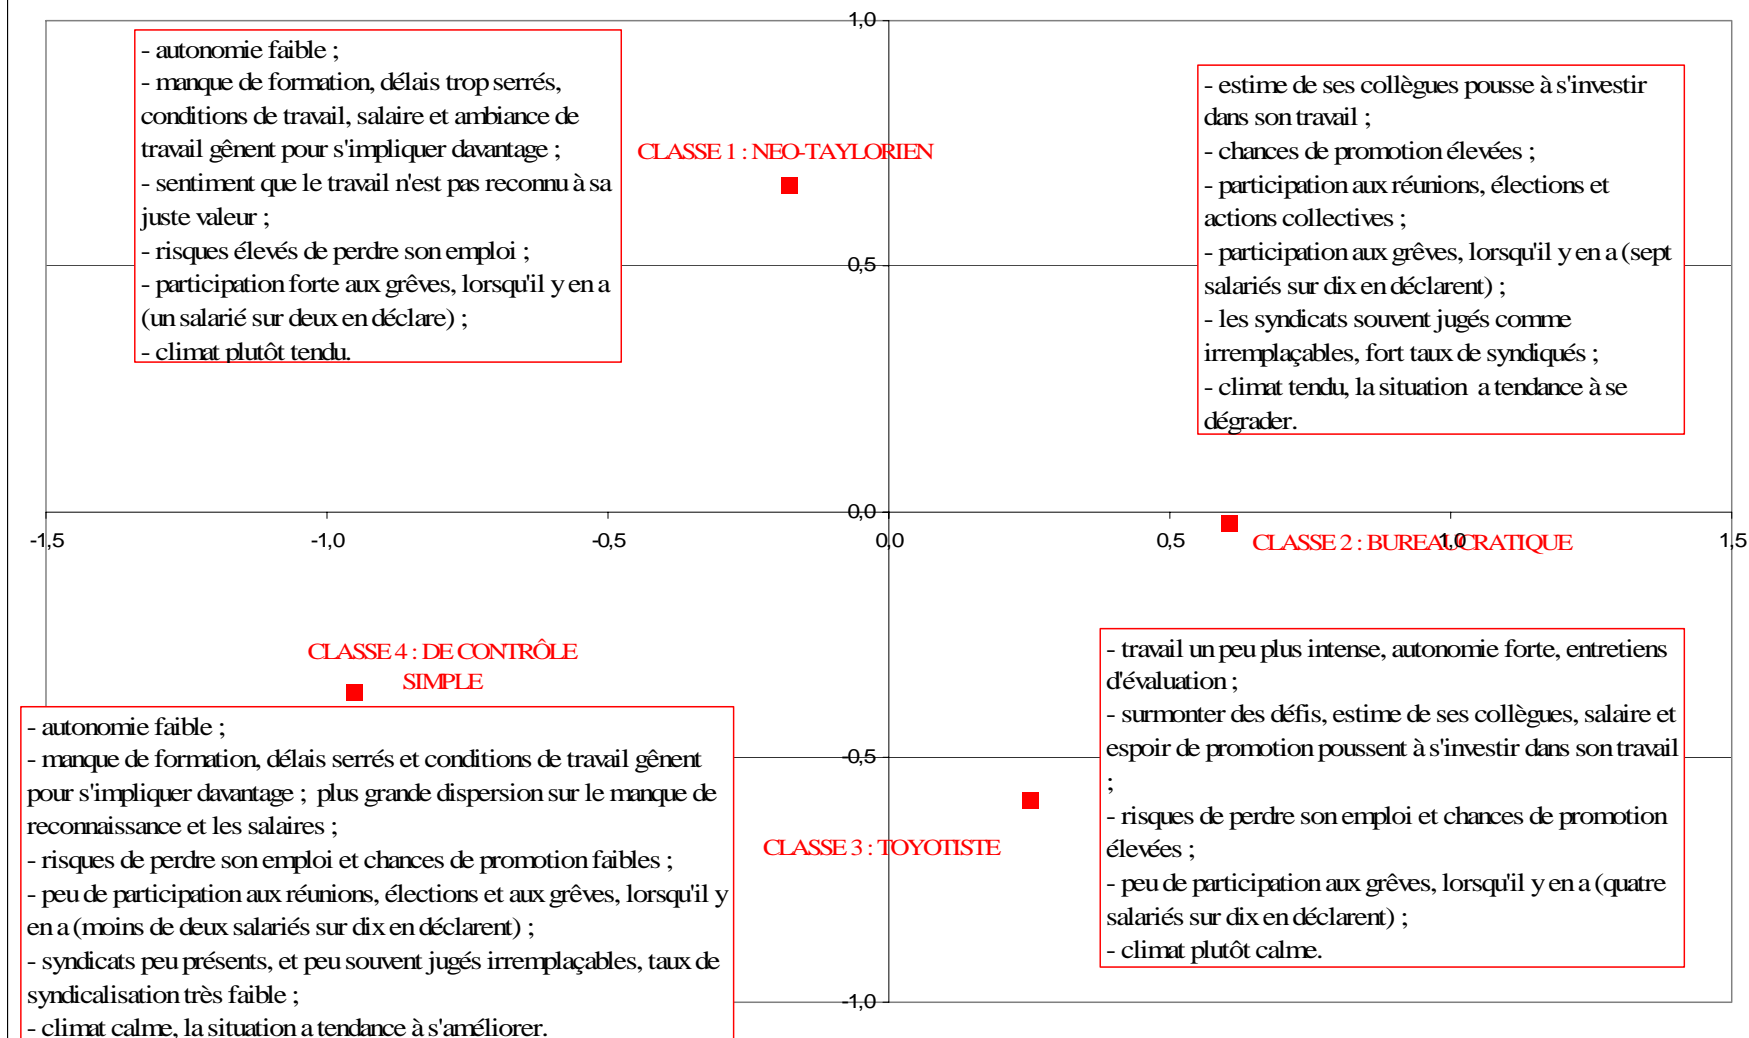 1,0
- autonomie faible ;
- manque de formation, délais trop serrés,
conditions de travail, salaire et ambiance de
travail gênent pour s'impliquer davantage ;
- sentiment que le travail n'est pas reconnu à sa
juste valeur ;
- risques élevés de perdre son emploi ;
- participation forte aux grêves, lorsqu'il y en a
(un salarié sur deux en déclare) ;
- climat plutôt tendu.
CLASSE 1 : NEO-TAYLORIEN
- estime de ses collègues pousse à s'investir
dans son travail ;
- chances de promotion élevées ;
- participation aux réunions, élections et
actions collectives ;
- participation aux grêves, lorsqu'il y en a (sept
salariés sur dix en déclarent) ;
- les syndicats souvent jugés comme
irremplaçables, fort taux de syndiqués ;
- climat tendu, la situation a tendance à se
dégrader.
0,5
0,0
-1,5
-1,0
-0,5
0,0
0,5
1,0
1,5
CLASSE 2 : BUREAUCRATIQUE
CLASSE 4 : DE CONTRÔLE
SIMPLE
- autonomie faible ;
- manque de formation, délais serrés et conditions de travail gênent
pour s'impliquer davantage ; plus grande dispersion sur le manque de
reconnaissance et les salaires ;
- risques de perdre son emploi et chances de promotion faibles ;
- peu de participation aux réunions, élections et aux grêves, lorsqu'il y
en a (moins de deux salariés sur dix en déclarent) ;
- syndicats peu présents, et peu souvent jugés irremplaçables, taux de
syndicalisation très faible ;
- climat calme, la situation a tendance à s'améliorer.
-0,5
CLASSE 3 : TOYOTISTE
- travail un peu plus intense, autonomie forte, entretiens
d'évaluation ;
- surmonter des défis, estime de ses collègues, salaire et
espoir de promotion poussent à s'investir dans son travail
;
- risques de perdre son emploi et chances de promotion
élevées ;
- peu de participation aux grêves, lorsqu'il y en a (quatre
salariés sur dix en déclarent) ;
- climat plutôt calme.
-1,0